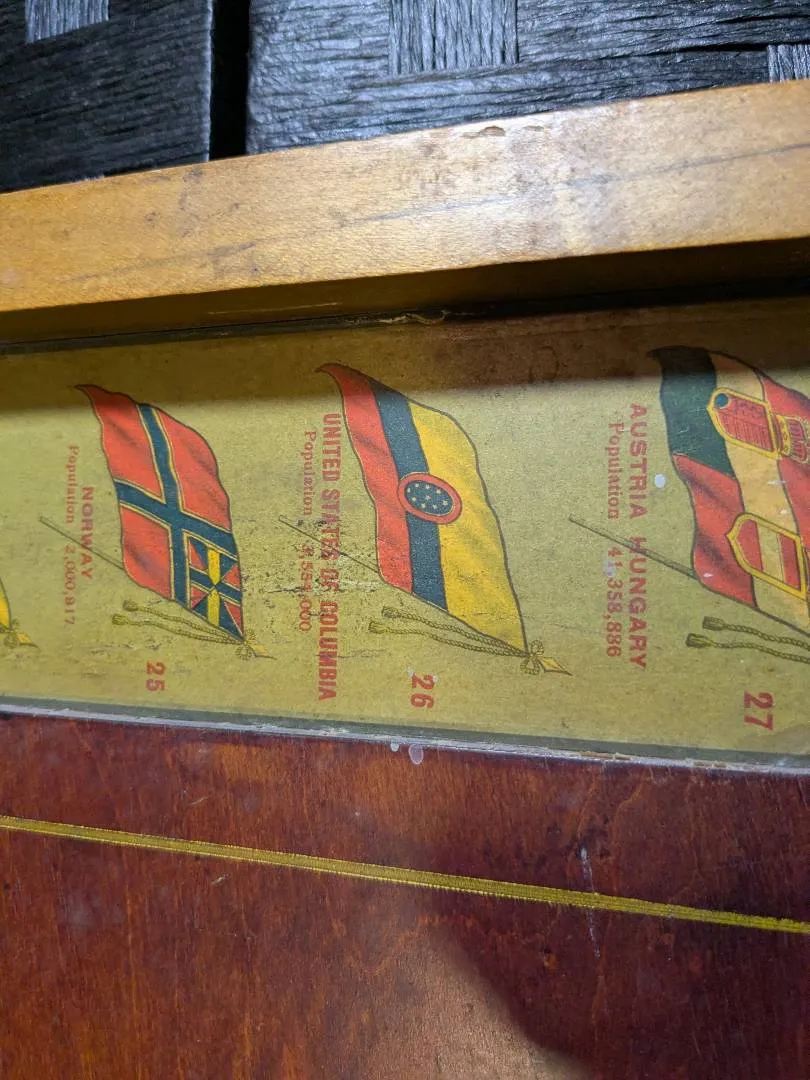 NORWAY
Population 2,000,917
25
UNITED STATES OF COLUMBIA
Population
26
AUSTRIA HUNGARY
Population 41,358,886
27